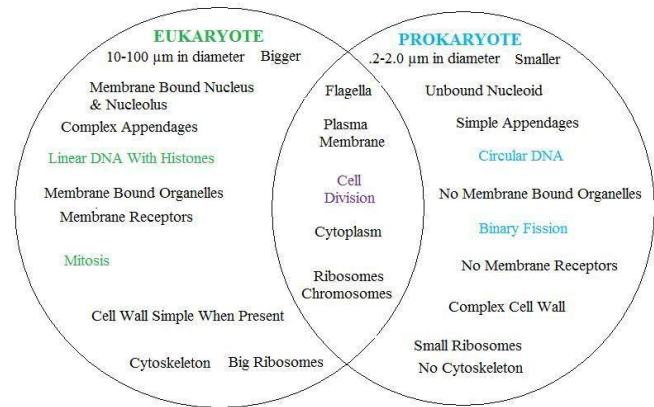 EUKARYOTE
10-100 µm in diameter Bigger
Membrane Bound Nucleus
& Nucleolus
Complex Appendages
Linear DNA With Histones
Membrane Bound Organelles
Membrane Receptors
Mitosis
Cell Wall Simple When Present
Cytoskeleton Big Ribosomes
Flagella
Plasma
Membrane
Cell
Division
Cytoplasm
Ribosomes
Chromosomes
PROKARYOTE
.2-2.0 µm in diameter Smaller
Unbound Nucleoid
Simple Appendages
Circular DNA
No Membrane Bound Organelles
Binary Fission
No Membrane Receptors
Complex Cell Wall
Small Ribosomes
No Cytoskeleton